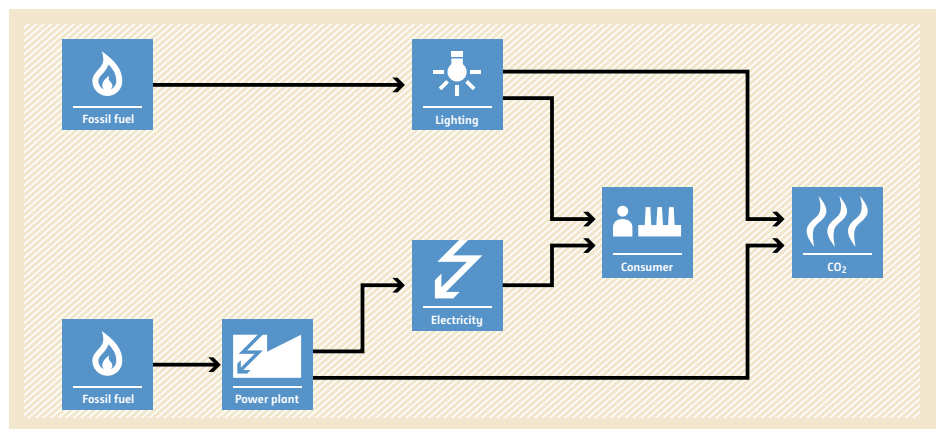 Fossil fuel
Lighting
Consumer
CO₂
Electricity
Fossil fuel
Power plant